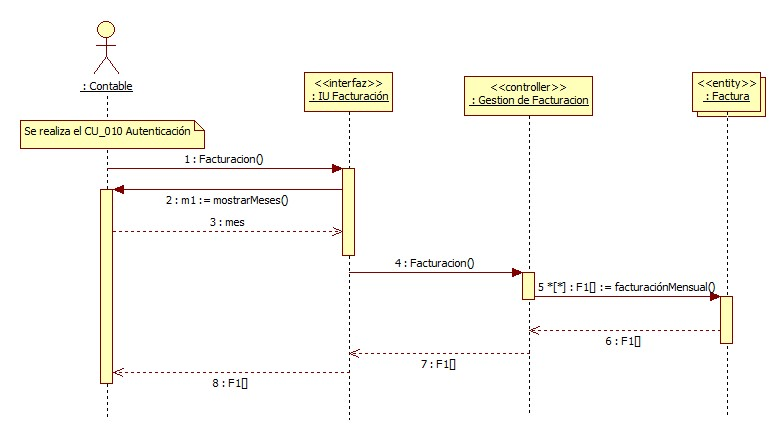 : Contable
<<interfaz>>
: IU Facturación
<<controller>>
: Gestion de Facturacion
<<entity>>
: Factura
Se realiza el CU_010 Autenticación
1 : Facturacion()
2 : m1 := mostrarMeses()
3 : mes
4 : Facturacion()
5 *[*] : F1[] := facturaciónMensual()
6 : F1[]
7 : F1[]
8 : F1[]